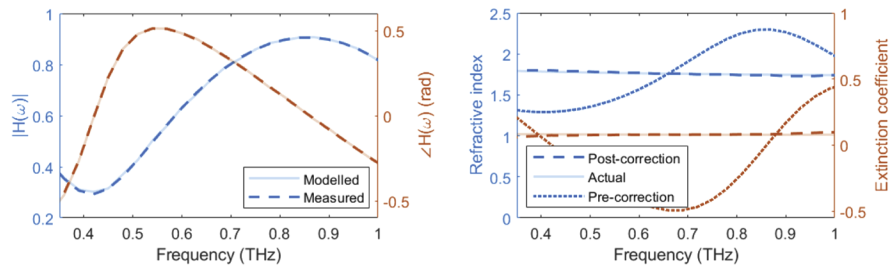 1
0.8
0.6
0.4
0.2
|H(ω)|
0.5
0
-0.5
∠H(ω) (rad)
Modelled
Measured
0.4 0.5 0.6 0.7 0.8 0.9 1
Frequency (THz)
2.5
2
1.5
1
0.5
0
Refractive index
1
0.5
0
-0.5
Extinction coefficient
Post-correction
Actual
Pre-correction
0.4 0.5 0.6 0.7 0.8 0.9 1
Frequency (THz)